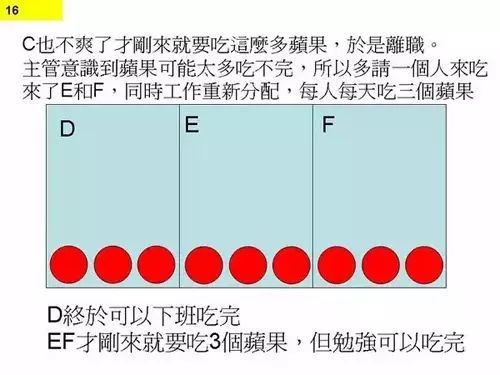 16
C也不爽了才剛來就要吃這麼多蘋果，於是離職。
主管意識到蘋果可能太多吃不完，所以多請一個人來吃
來了E和F，同時工作重新分配，每人每天吃三個蘋果
D
E
F
D終於可以下班吃完
EF才剛來就要吃3個蘋果，但勉強可以吃完